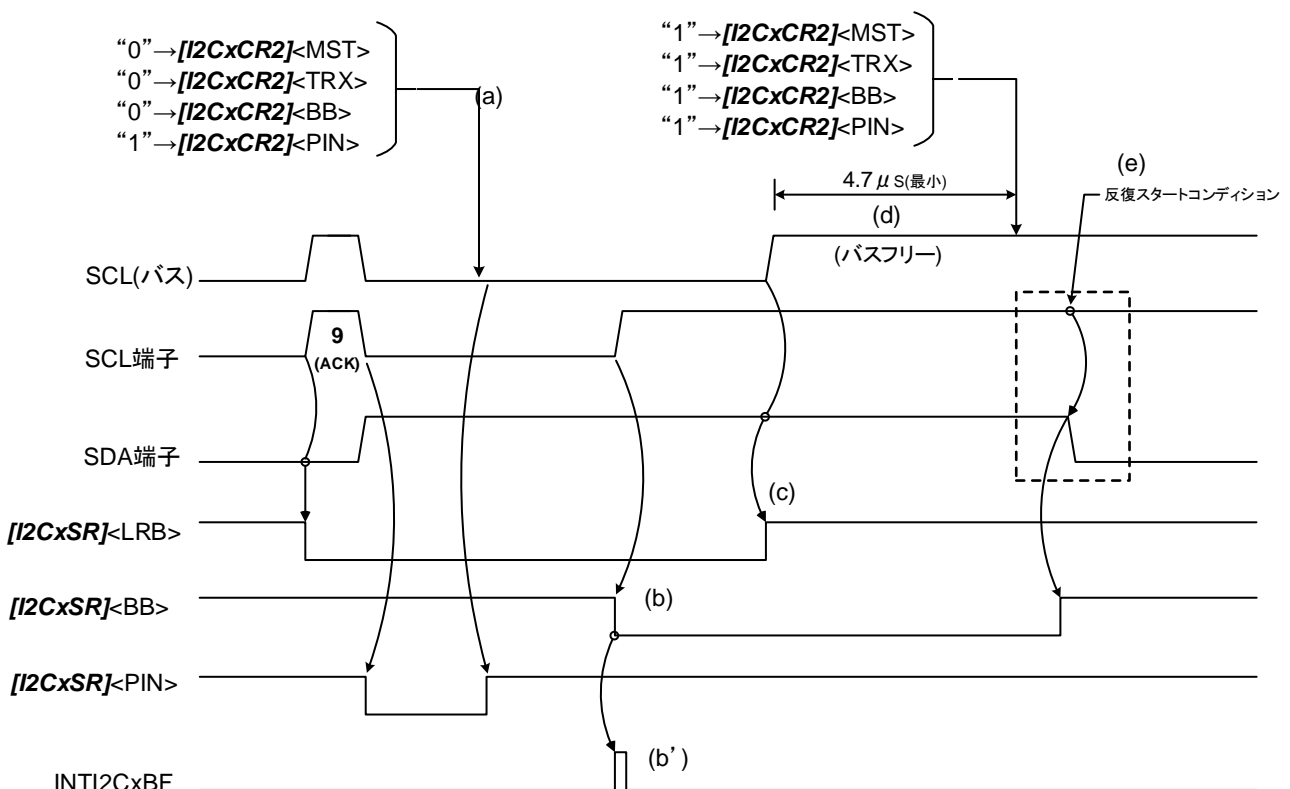 “0”→[I2CxCR2]<MST>
“0”→[I2CxCR2]<TRX>
“0”→[I2CxCR2]<BB>
“1”→[I2CxCR2]<PIN>
(a)
“1”→[I2CxCR2]<MST>
“1”→[I2CxCR2]<TRX>
“1”→[I2CxCR2]<BB>
“1”→[I2CxCR2]<PIN>
(e)
反復スタートコンディション
4.7μs(最小)
(d)
(バスフリー)
SCL(バス)
SCL端子
9
(ACK)
SDA端子
(c)
[I2CxSR]<LRB>
[I2CxSR]<BB>
(b)
[I2CxSR]<PIN>
(b’)
INTI2CxBF